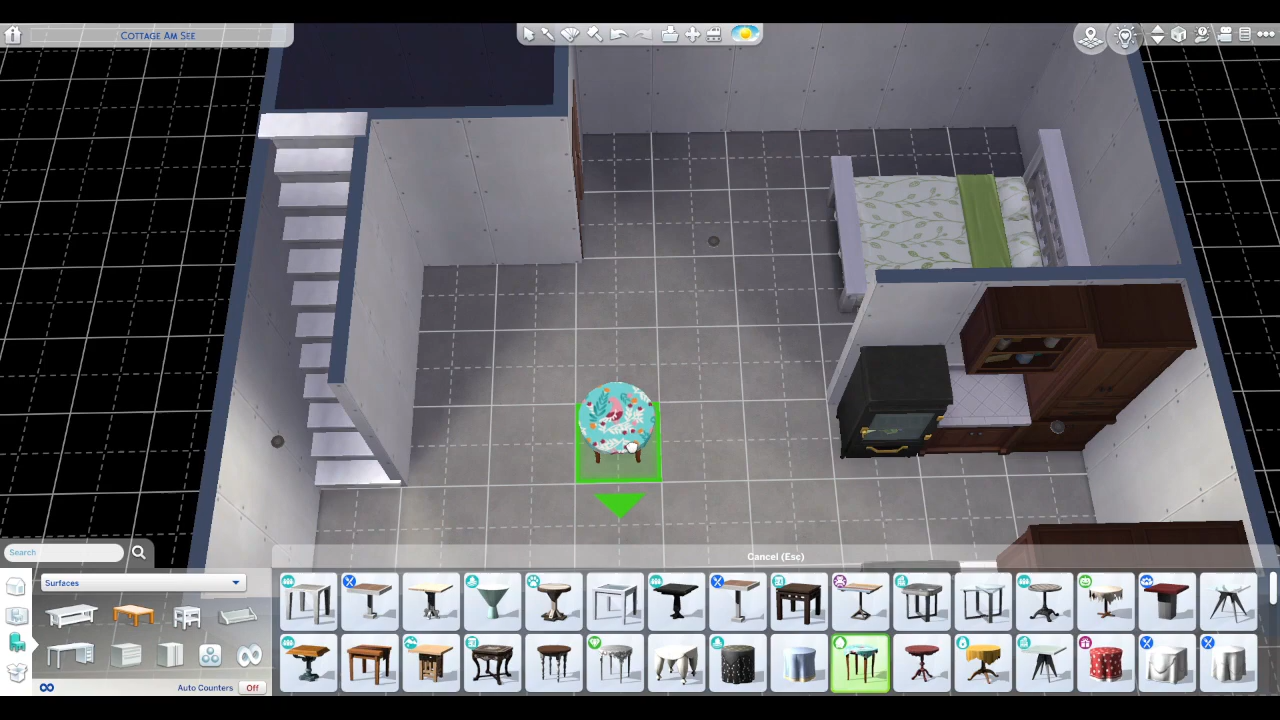 COTTAGE AM SEE
Cancel (Esc)
Search
Surfaces
Auto Counters
Off